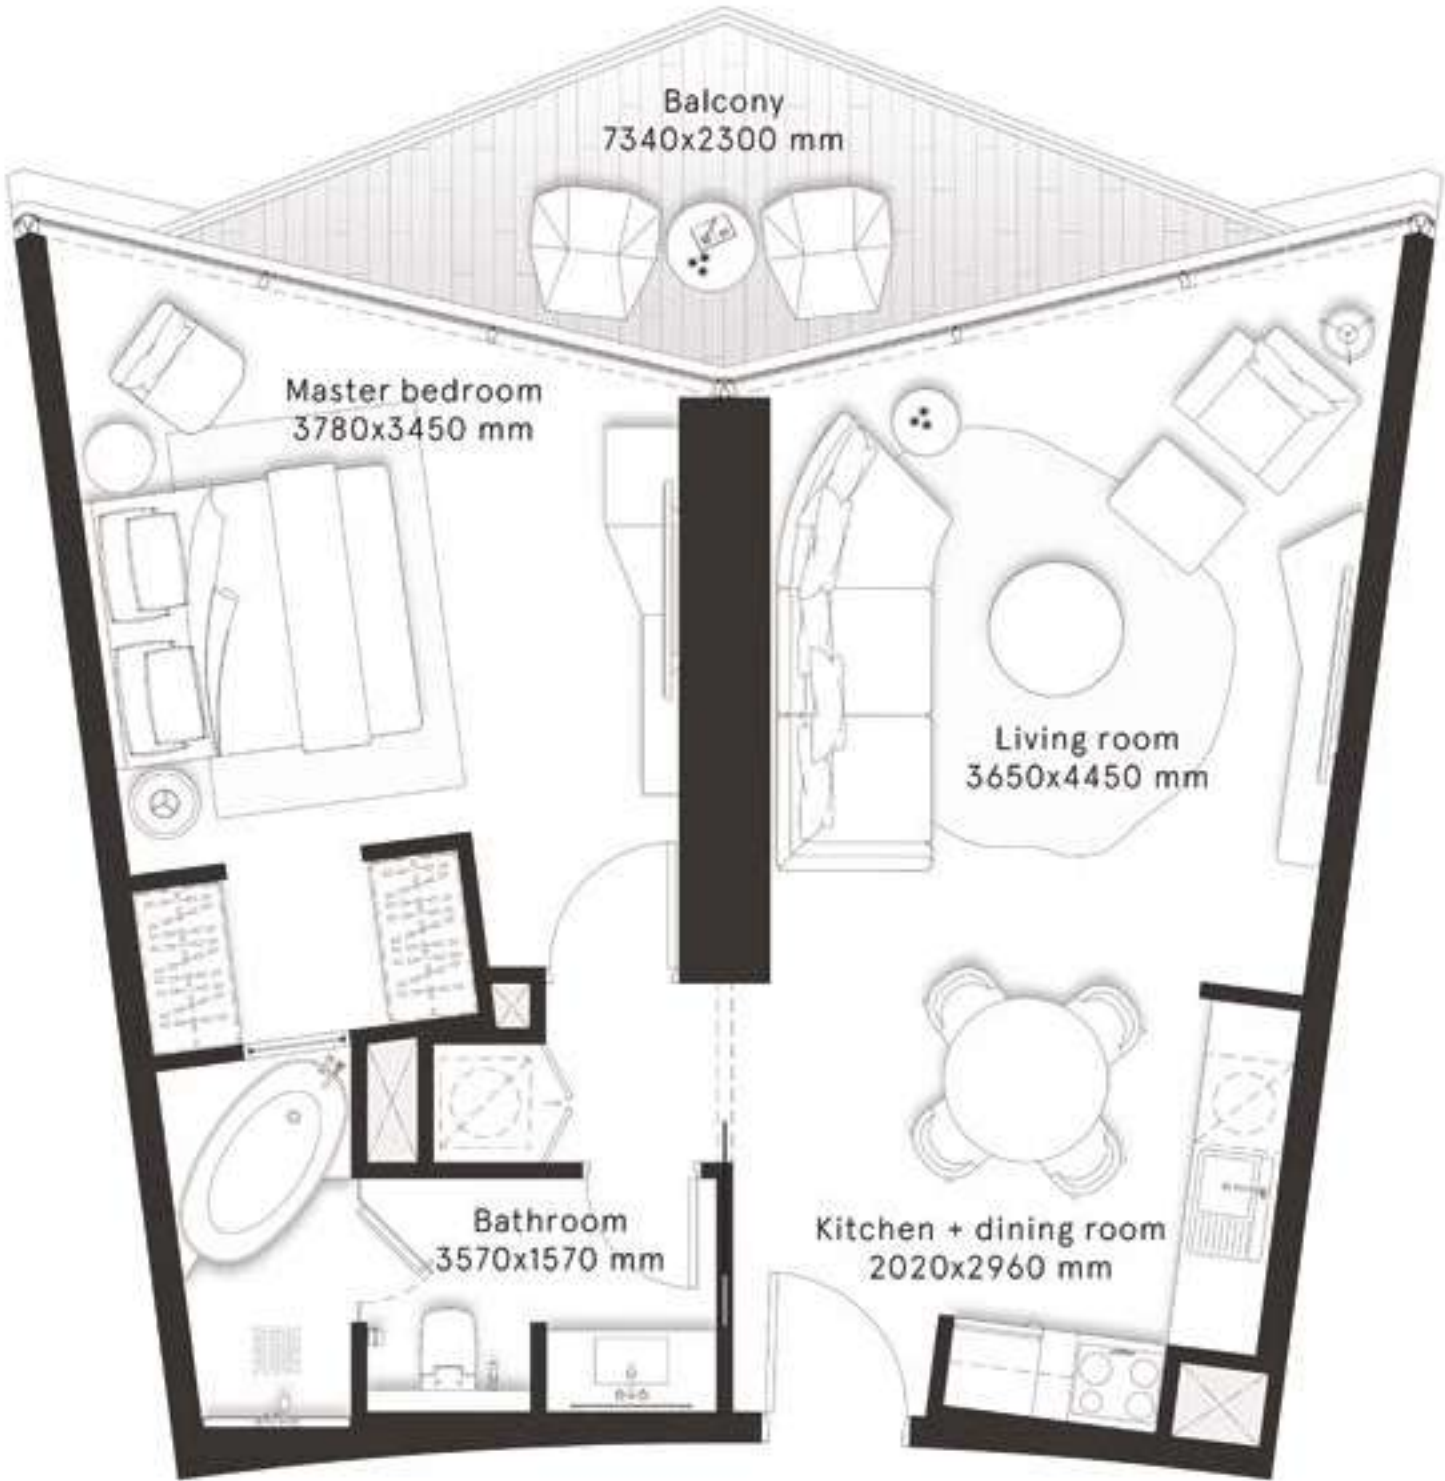 Balcony
7340x2300 mm
Master bedroom
3780x3450 mm
Living room
3650x4450 mm
Bathroom
3570x1570 mm
Kitchen + dining room
2020x2960 mm